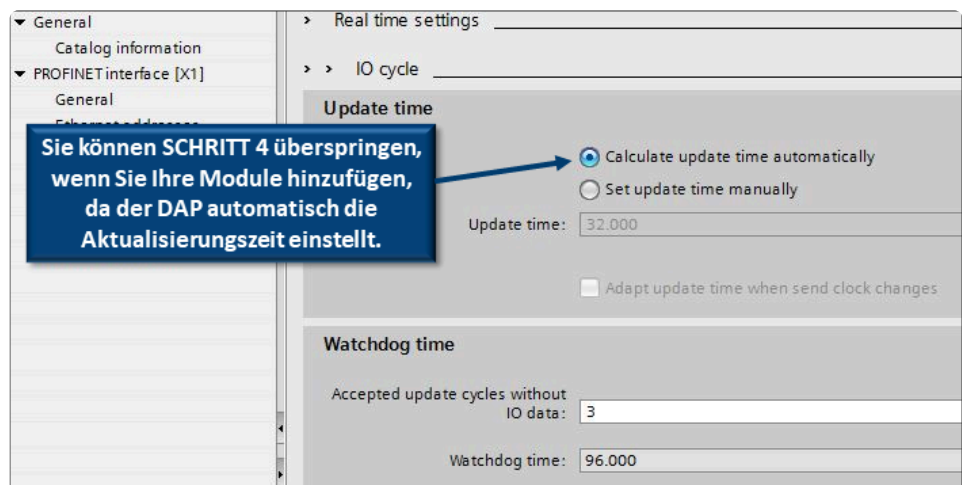 General
Catalog information
PROFINET interface [X1]
General
Real time settings
IO cycle
Update time
Sie können SCHRITT 4 überspringen,
wenn Sie Ihre Module hinzufügen,
da der DAP automatisch die
Aktualisierungszeit einstellt.
Calculate update time automatically
Set update time manually
Update time: 32.000
Adapt update time when send clock changes
Watchdog time
Accepted update cycles without
IO data: 3
Watchdog time: 96.000